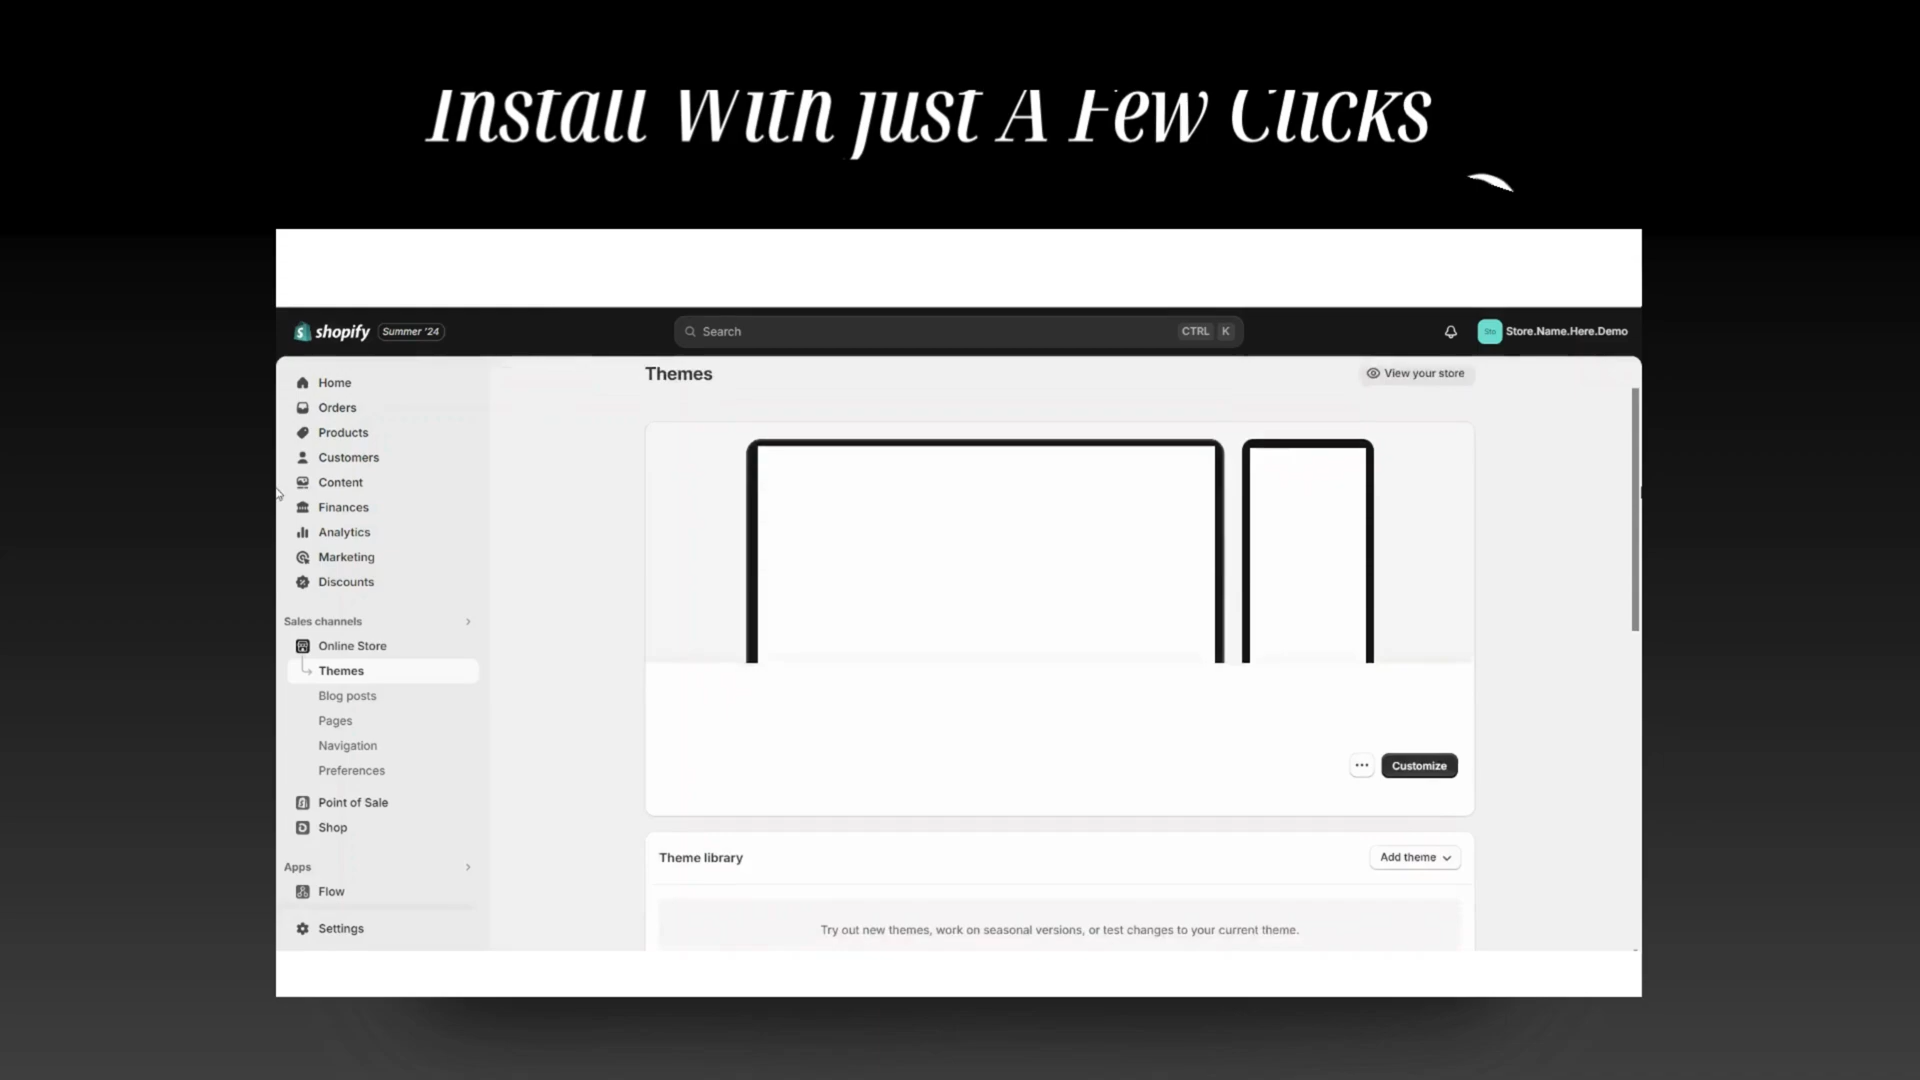 Install With Just A Few Clicks
shopify Summer '24
Search CTRL K
Sto Store.Name.Here.Demo
Themes
View your store
Home
Orders
Products
Customers
Content
Finances
Analytics
Marketing
Discounts
Sales channels
Online Store
Themes
Blog posts
Pages
Navigation
Preferences
Point of Sale
Shop
Apps
Flow
Settings
Customize
Theme library
Add theme
Try out new themes, work on seasonal versions, or test changes to your current theme.